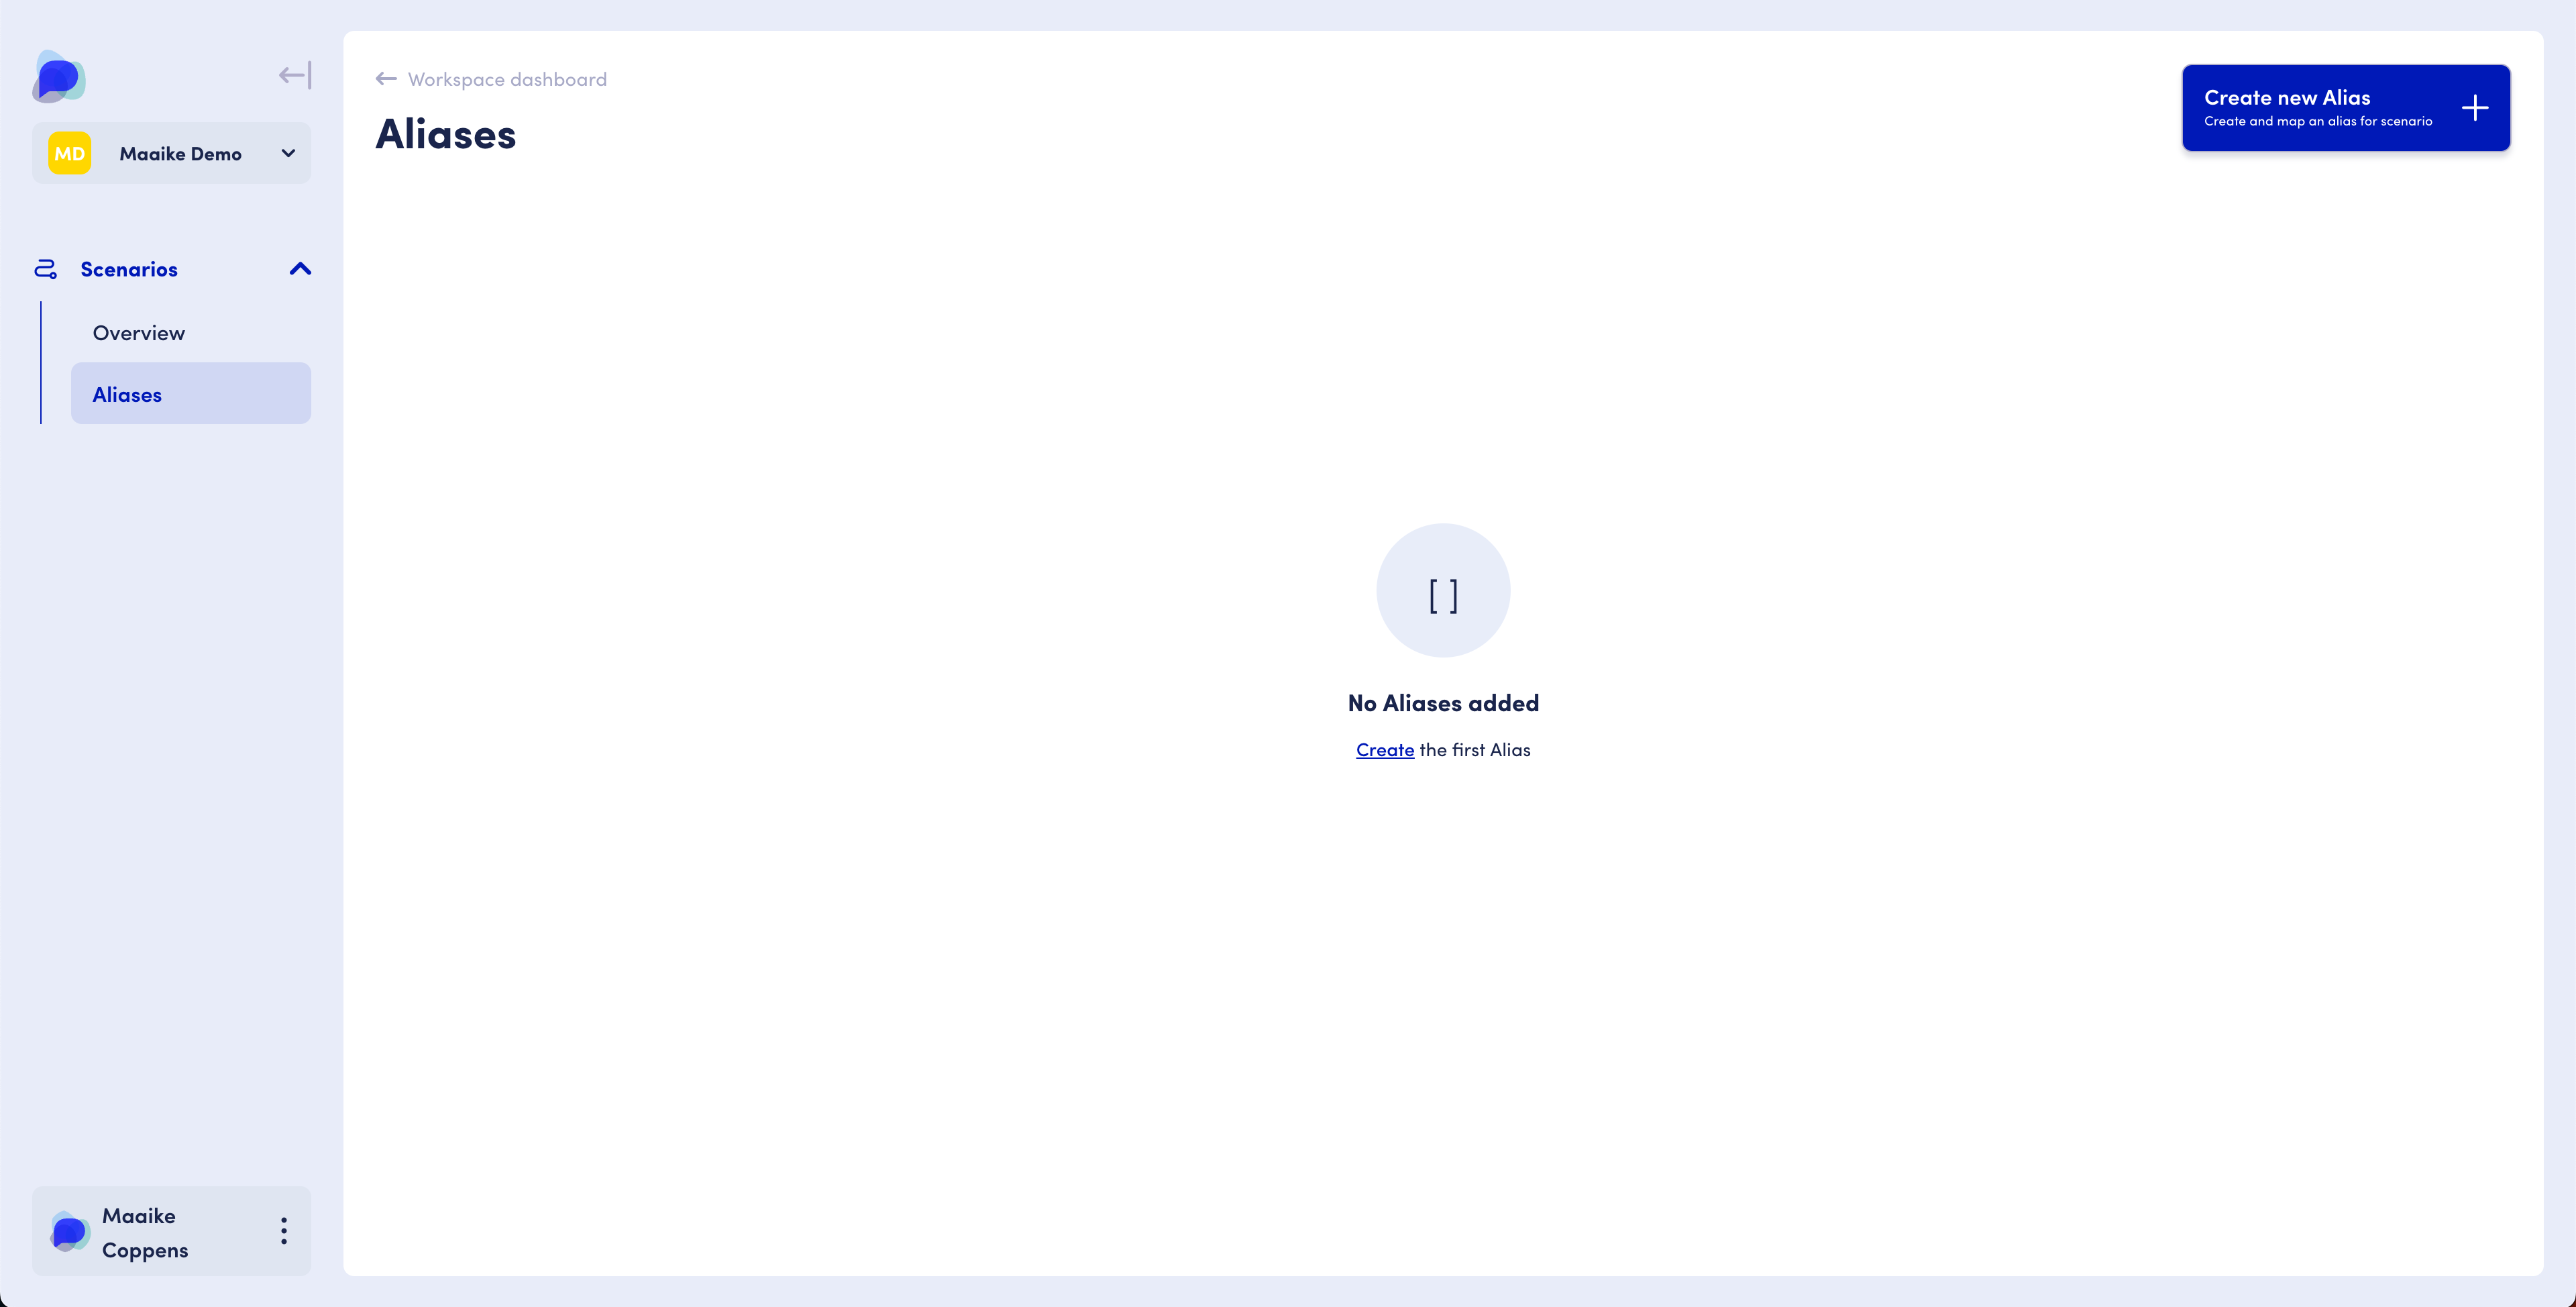 MD Maaike Demo
Scenarios
Overview
Aliases
Maaike
Coppens
Workspace dashboard
Aliases
Create new Alias
Create and map an alias for scenario
[ ]
No Aliases added
Create the first Alias